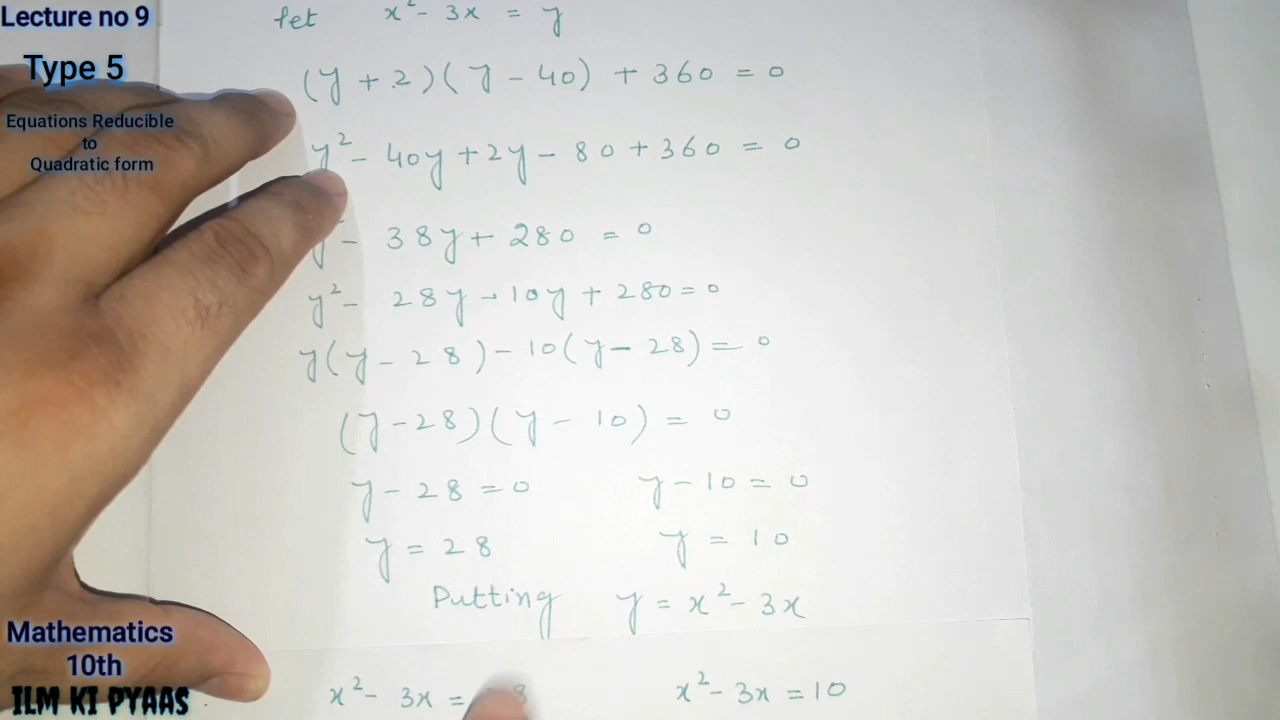 Lecture no 9
Type 5
Equations Reducible
to
Quadratic form
let x² - 3x = y
(y + 2)(y - 40) + 360 = 0
y² - 40y + 2y - 80 + 360 = 0
- 38y + 280 = 0
y² - 28y - 10y + 280 = 0
y(y - 28) - 10(y - 28) = 0
(y - 28)(y - 10) = 0
y - 28 = 0 y - 10 = 0
y = 28 y = 10
Putting y = x² - 3x
x² - 3x = 8 x² - 3x = 10
Mathematics
10th
ILM KI PYAAS